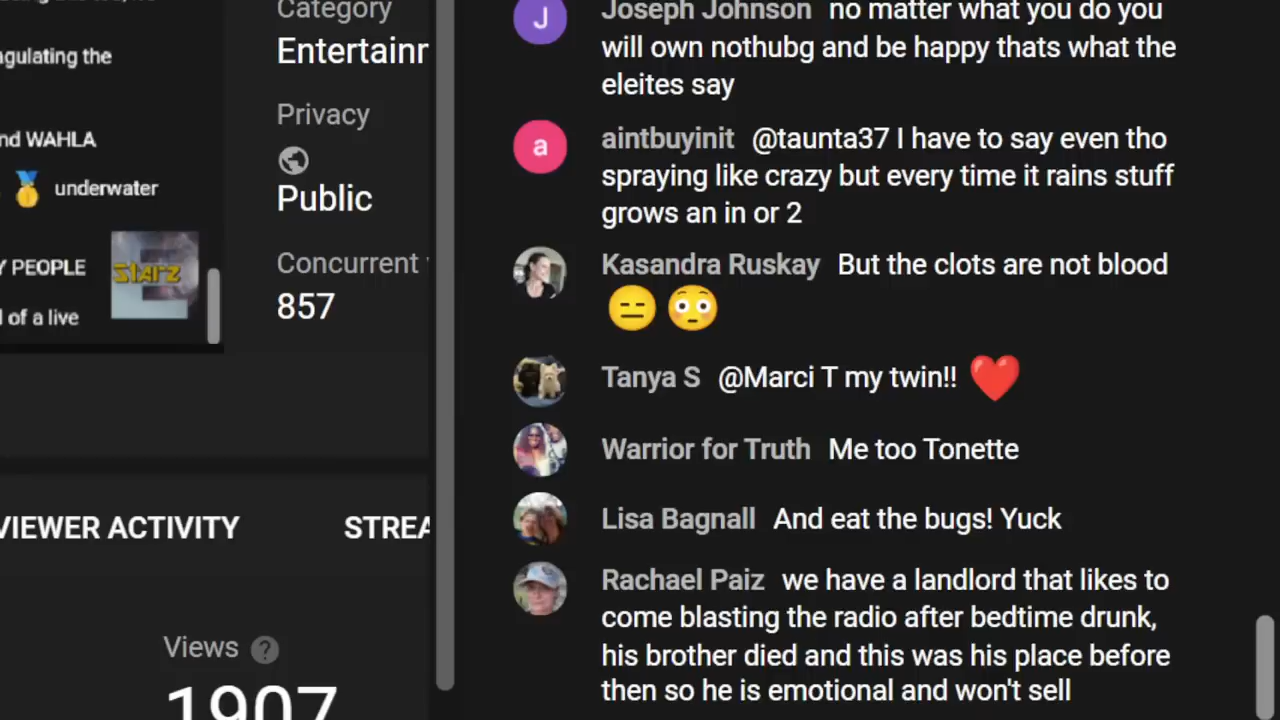 agulating the
nd WAHLA
underwater
Y PEOPLE
STARZ
l of a live
Category
Entertainr
Privacy
Public
Concurrent
857
VIEWER ACTIVITY
STREA
Views ?
1907
J Joseph Johnson no matter what you do you
will own nothubg and be happy thats what the
eleites say
a aintbuyinit @taunta37 I have to say even tho
spraying like crazy but every time it rains stuff
grows an in or 2
Kasandra Ruskay But the clots are not blood
😑 😳
Tanya S @Marci T my twin!! ❤️
Warrior for Truth Me too Tonette
Lisa Bagnall And eat the bugs! Yuck
Rachael Paiz we have a landlord that likes to
come blasting the radio after bedtime drunk,
his brother died and this was his place before
then so he is emotional and won't sell